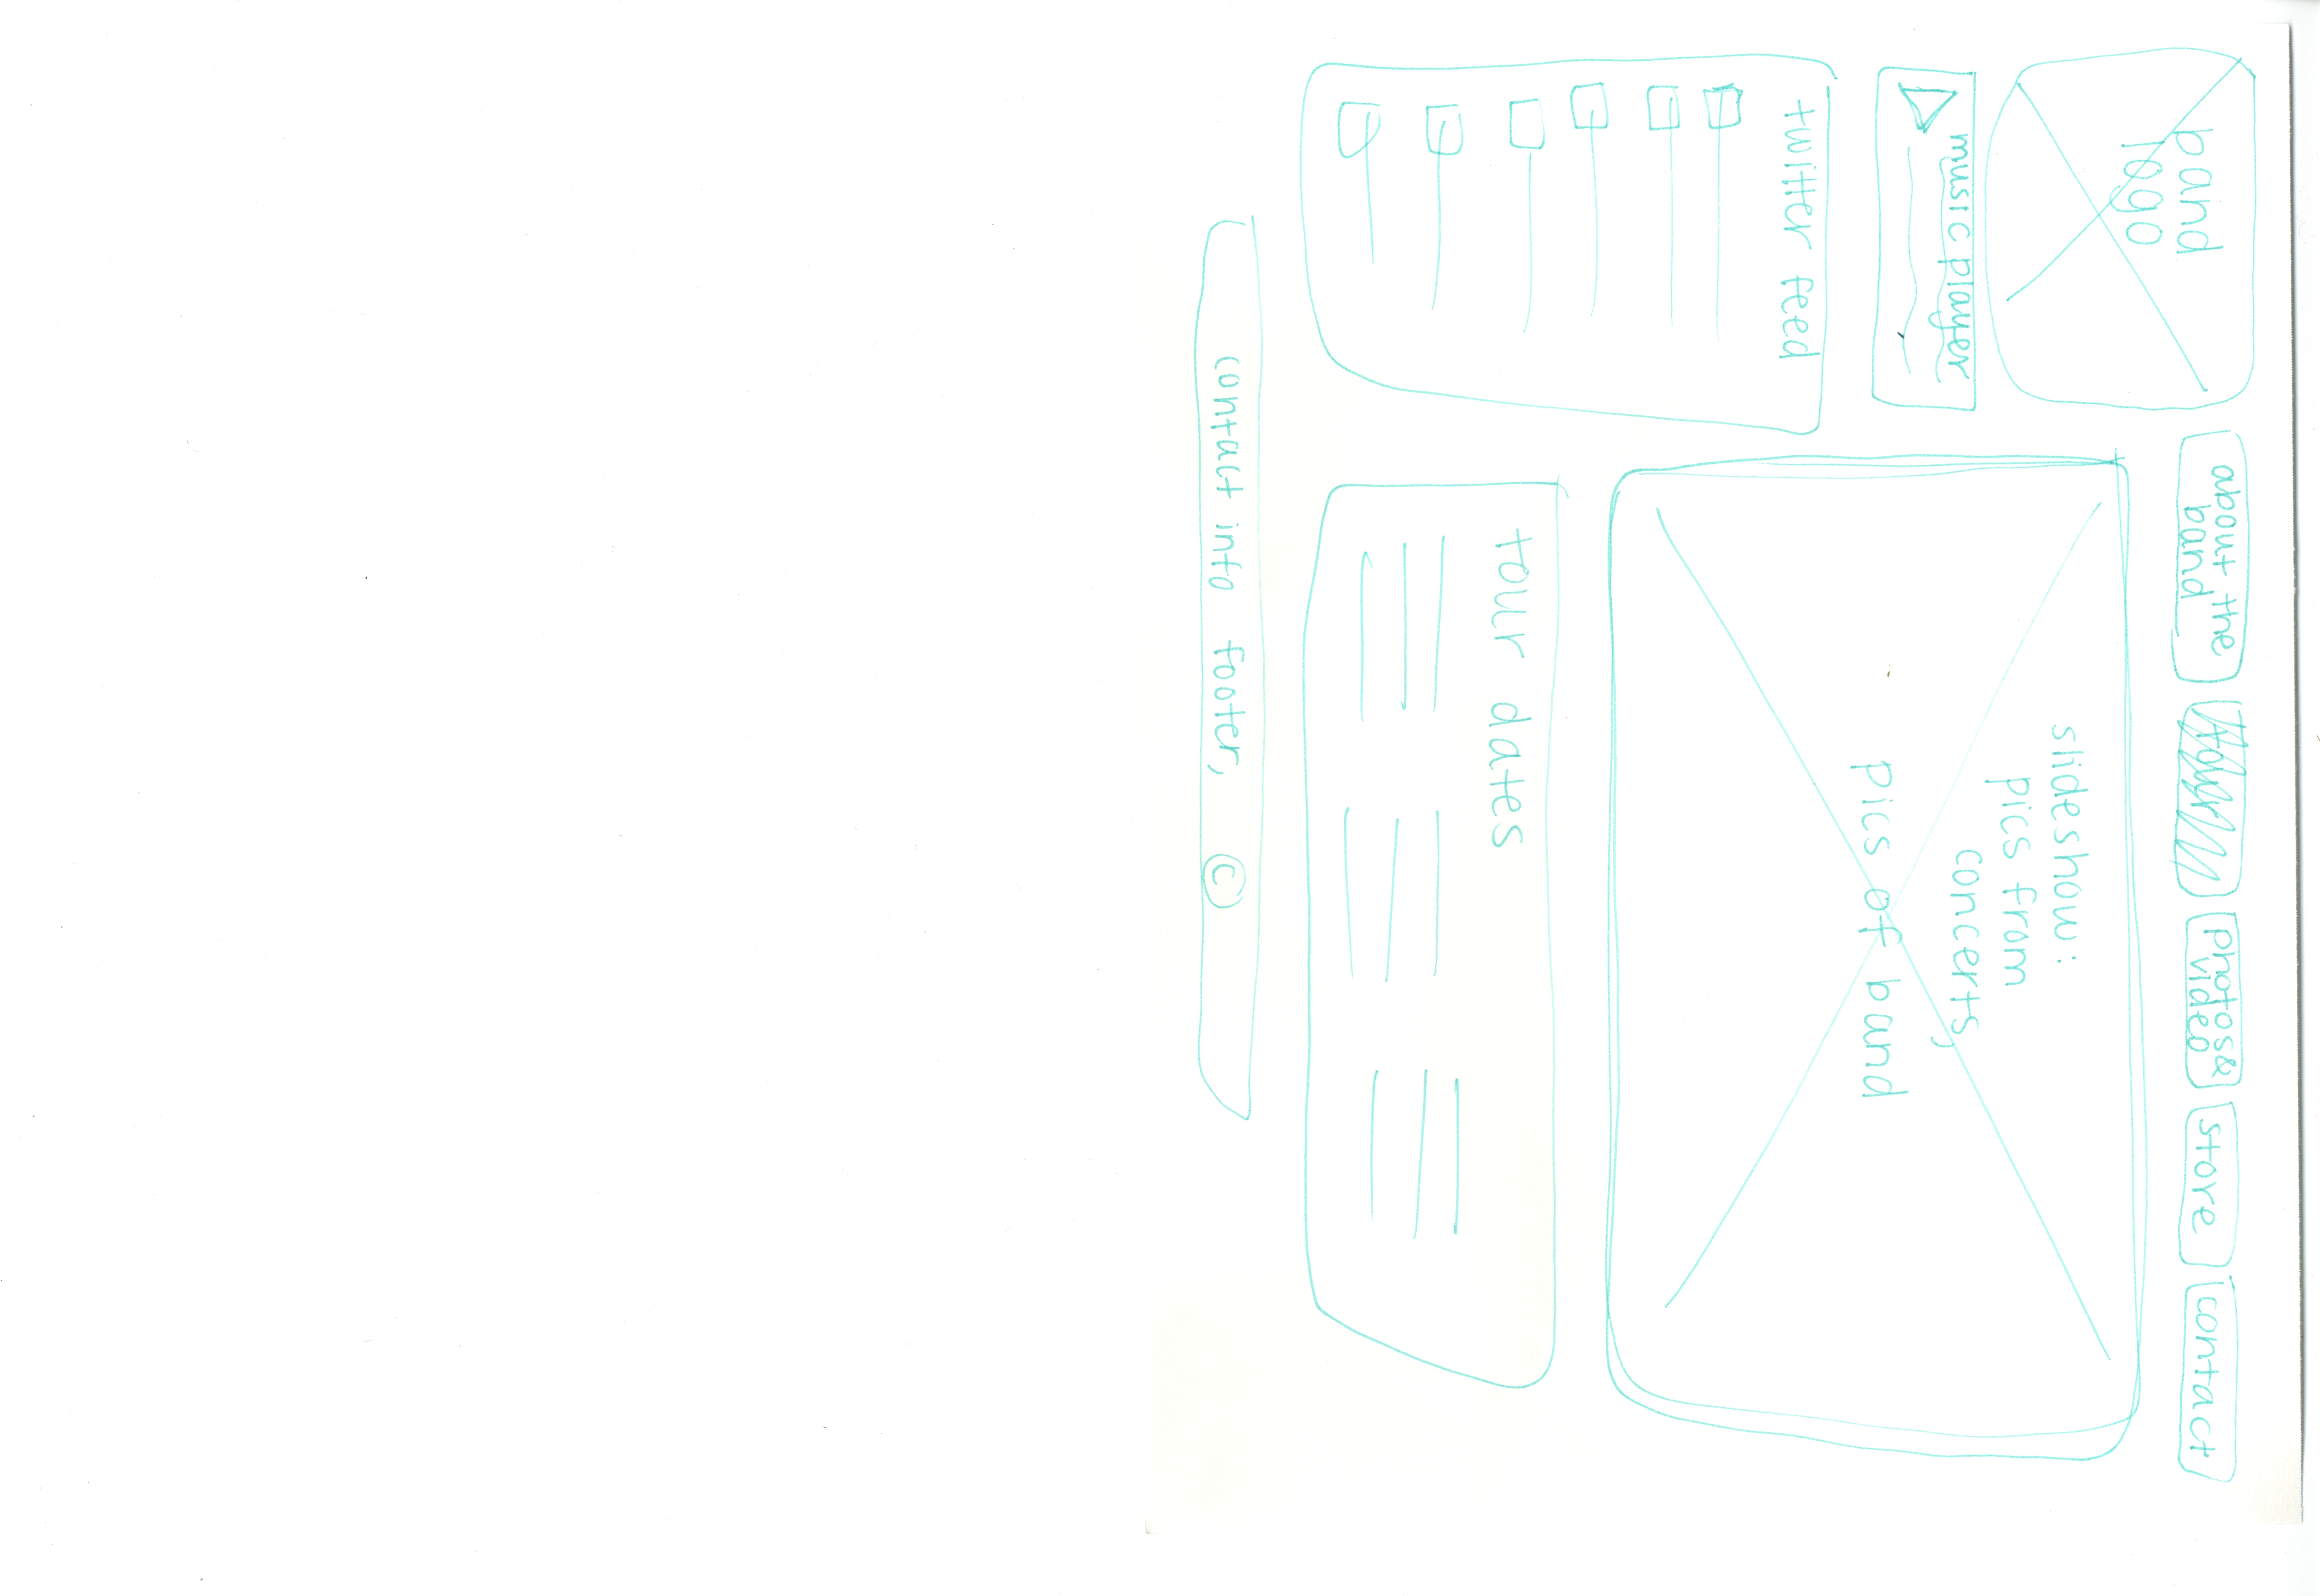 band
logo
about the
band
tour
photos&
video
store
contact
music player
twitter feed
slideshow:
pics from
concerts,
pics of band
tour dates
contact info footer, ©